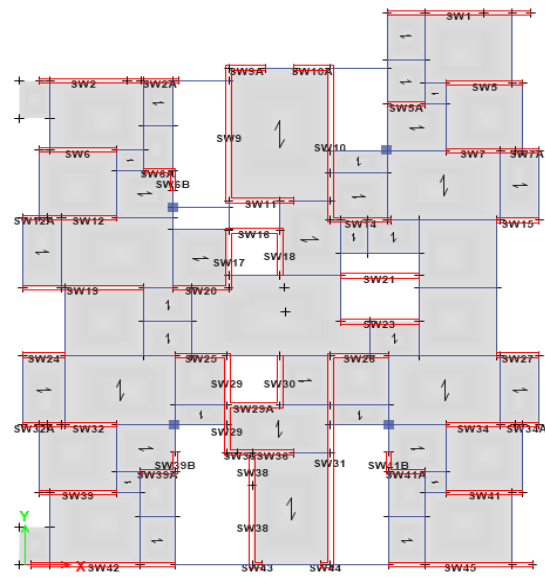 SW1
SW9A SW10A
SW2 SW2A
SW5
SW5A
SW9 SW10
SW6 SW7 SW7A
SW6B
SW11
SW12A SW12 SW14 SW15
SW16
SW17 SW18
SW21
SW19 SW20
SW23
SW24 SW25 SW27
SW29 SW30
SW29A
SW32A SW32 SW29 SW34 SW34A
SW31
SW39B SW41B
SW38 SW39A SW41A
SW39 SW41
Y
SW38
X SW42 SW43 SW44 SW45